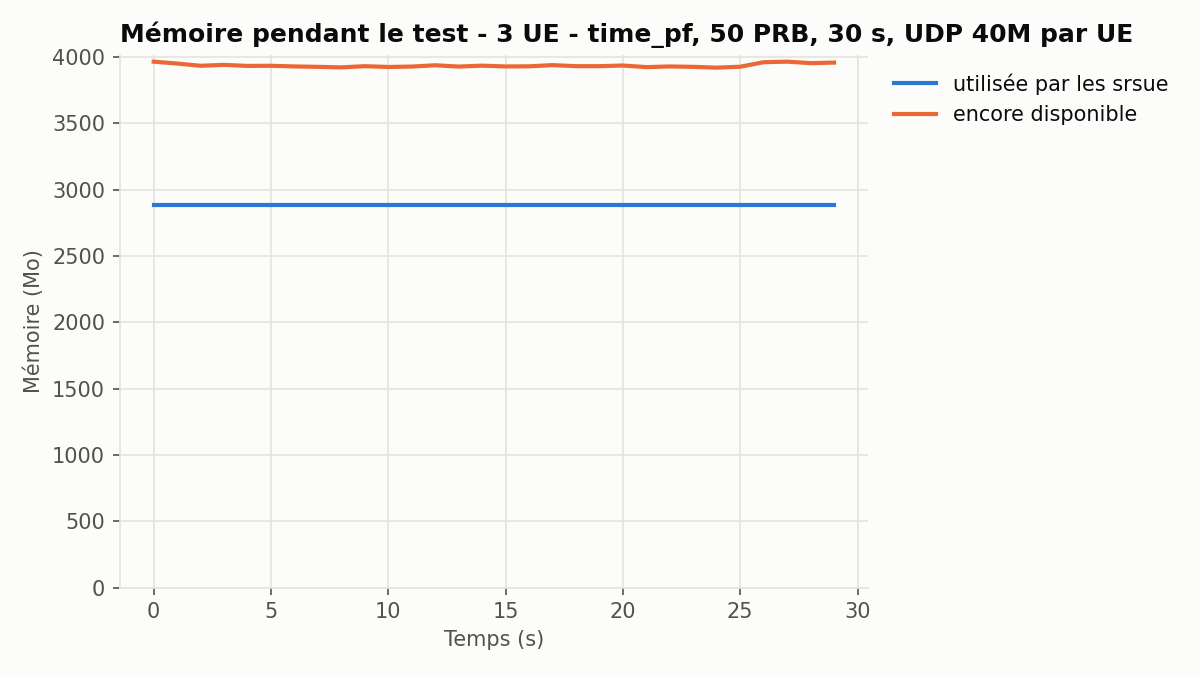 Mémoire pendant le test - 3 UE - time_pf, 50 PRB, 30 s, UDP 40M par UE
utilisée par les srsue
encore disponible
Mémoire (Mo)
4000
3500
3000
2500
2000
1500
1000
500
0
0 5 10 15 20 25 30
Temps (s)